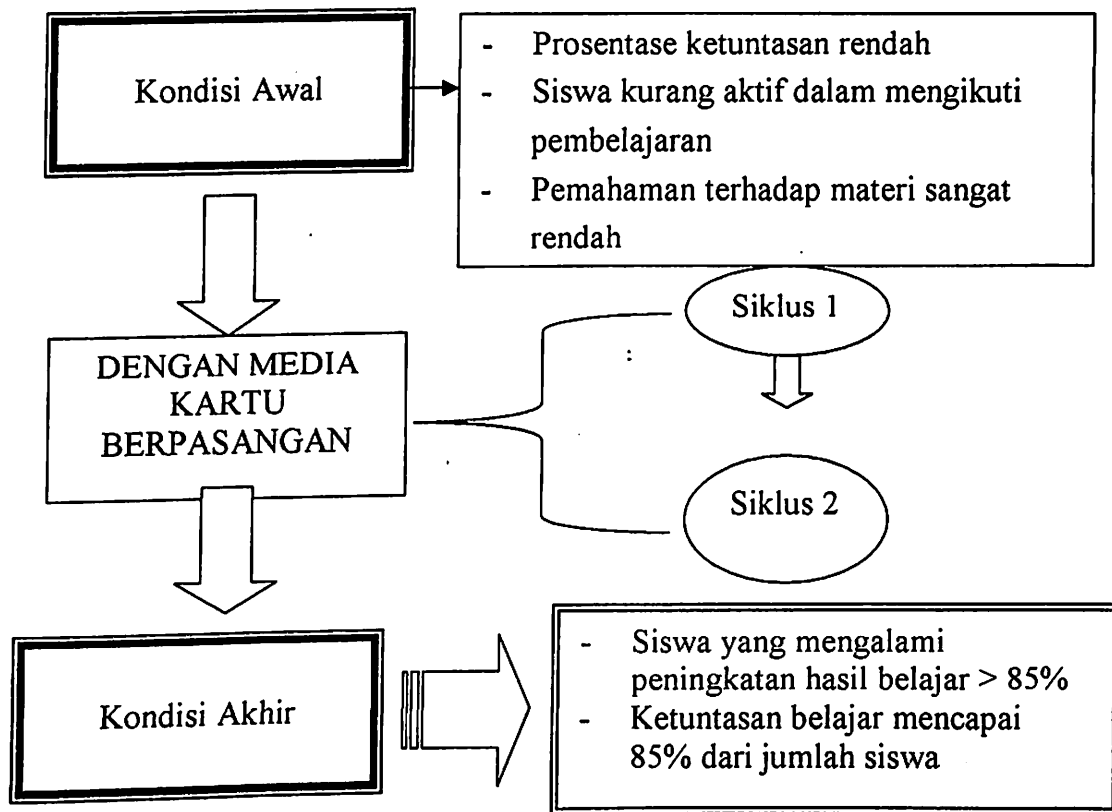 Kondisi Awal
- Prosentase ketuntasan rendah
- Siswa kurang aktif dalam mengikuti
pembelajaran
- Pemahaman terhadap materi sangat
rendah
DENGAN MEDIA
KARTU
BERPASANGAN
Siklus 1
Siklus 2
Kondisi Akhir
- Siswa yang mengalami
peningkatan hasil belajar > 85%
- Ketuntasan belajar mencapai
85% dari jumlah siswa